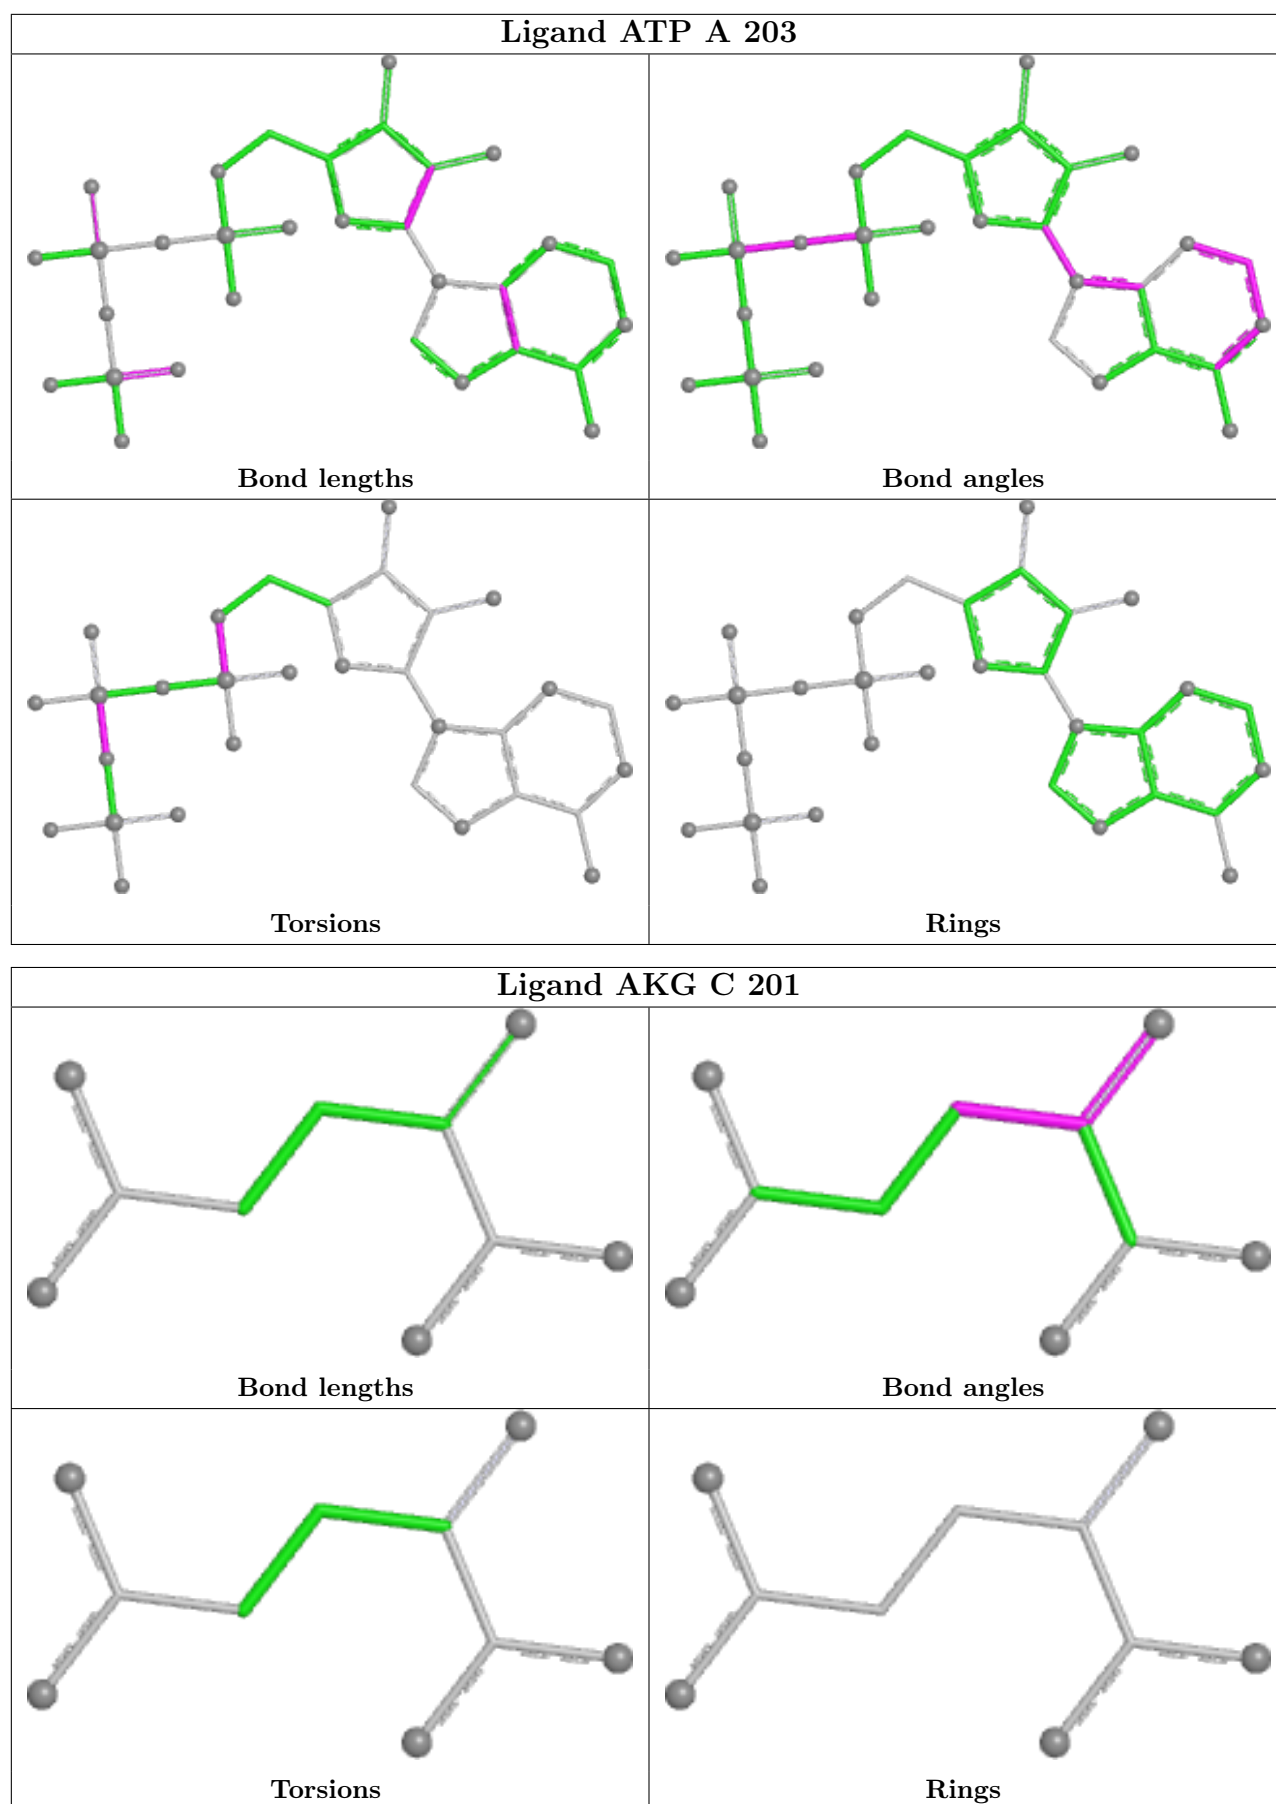 Ligand ATP A 203
Bond lengths
Bond angles
Torsions
Rings
Ligand AKG C 201
Bond lengths
Bond angles
Torsions
Rings